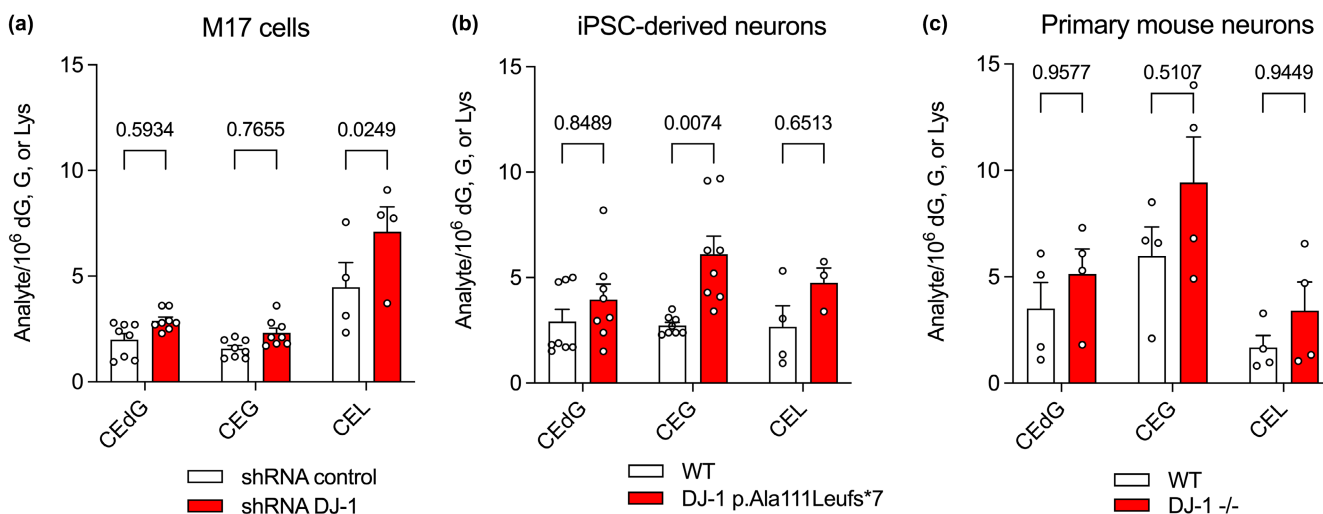 (a)
M17 cells
Analyte/10⁶ dG, G, or Lys
15
10
5
0
0.5934
0.7655
0.0249
CEdG
CEG
CEL
shRNA control
shRNA DJ-1
(b)
iPSC-derived neurons
Analyte/10⁶ dG, G, or Lys
15
10
5
0
0.8489
0.0074
0.6513
CEdG
CEG
CEL
WT
DJ-1 p.Ala111Leufs*7
(c)
Primary mouse neurons
Analyte/10⁶ dG, G, or Lys
15
10
5
0
0.9577
0.5107
0.9449
CEdG
CEG
CEL
WT
DJ-1 -/-